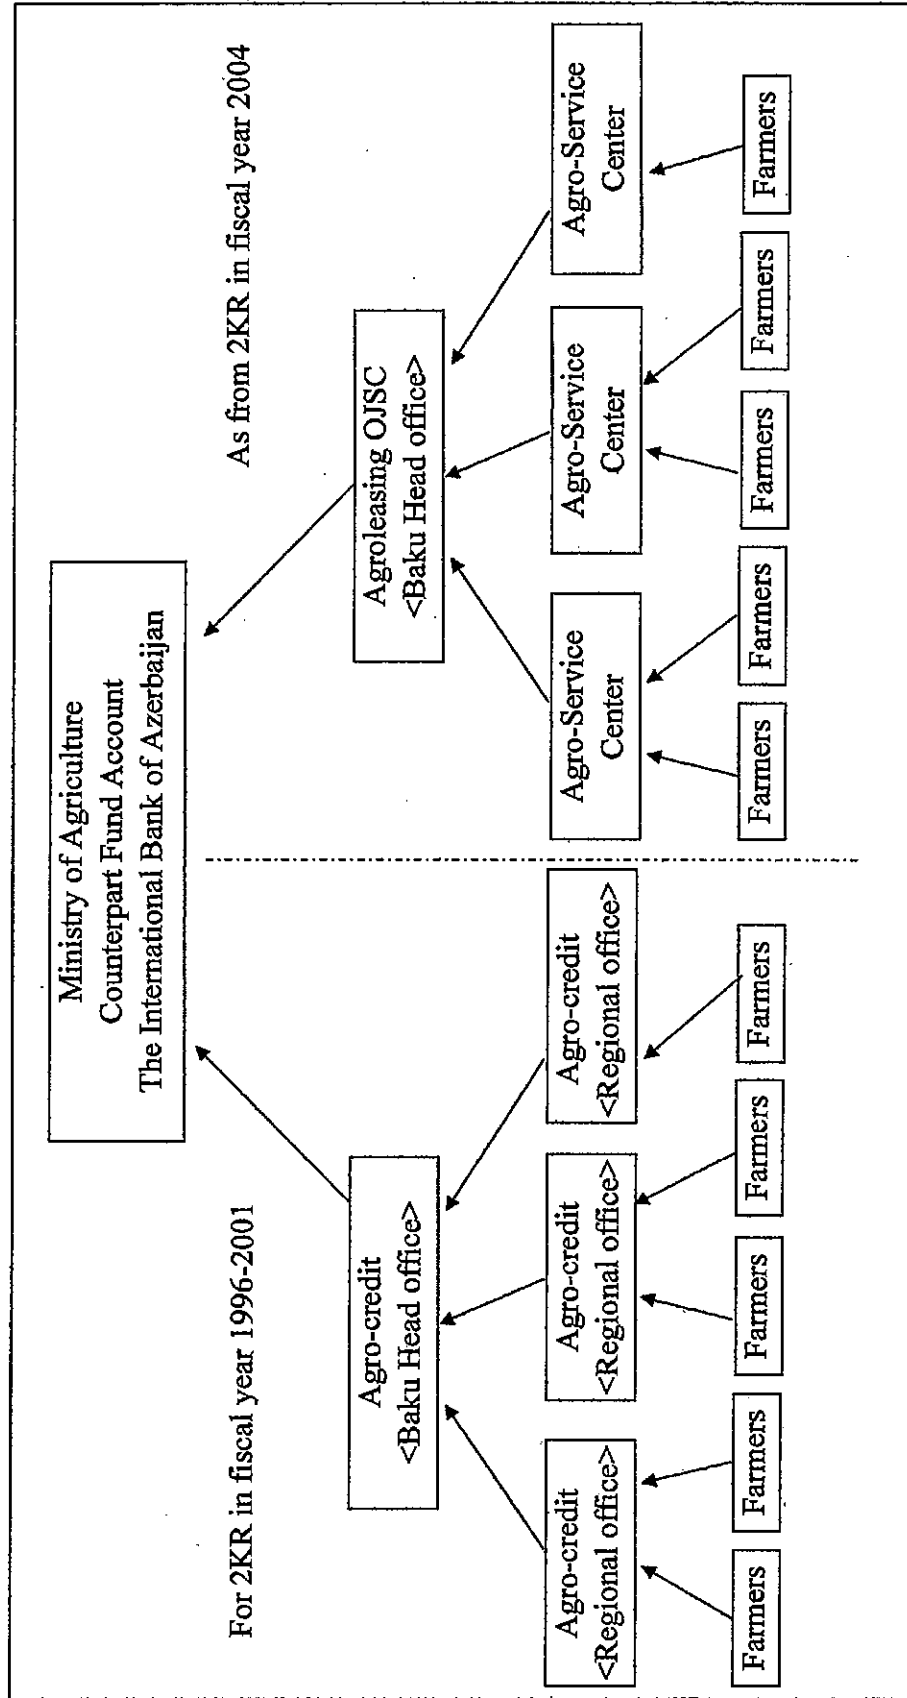 Ministry of Agriculture
Counterpart Fund Account
The International Bank of Azerbaijan
For 2KR in fiscal year 1996-2001
As from 2KR in fiscal year 2004
Agro-credit
<Baku Head office>
Agroleasing OJSC
<Baku Head office>
Agro-credit
<Regional office>
Agro-credit
<Regional office>
Agro-credit
<Regional office>
Agro-Service
Center
Agro-Service
Center
Agro-Service
Center
Farmers
Farmers
Farmers
Farmers
Farmers
Farmers
Farmers
Farmers
Farmers
Farmers